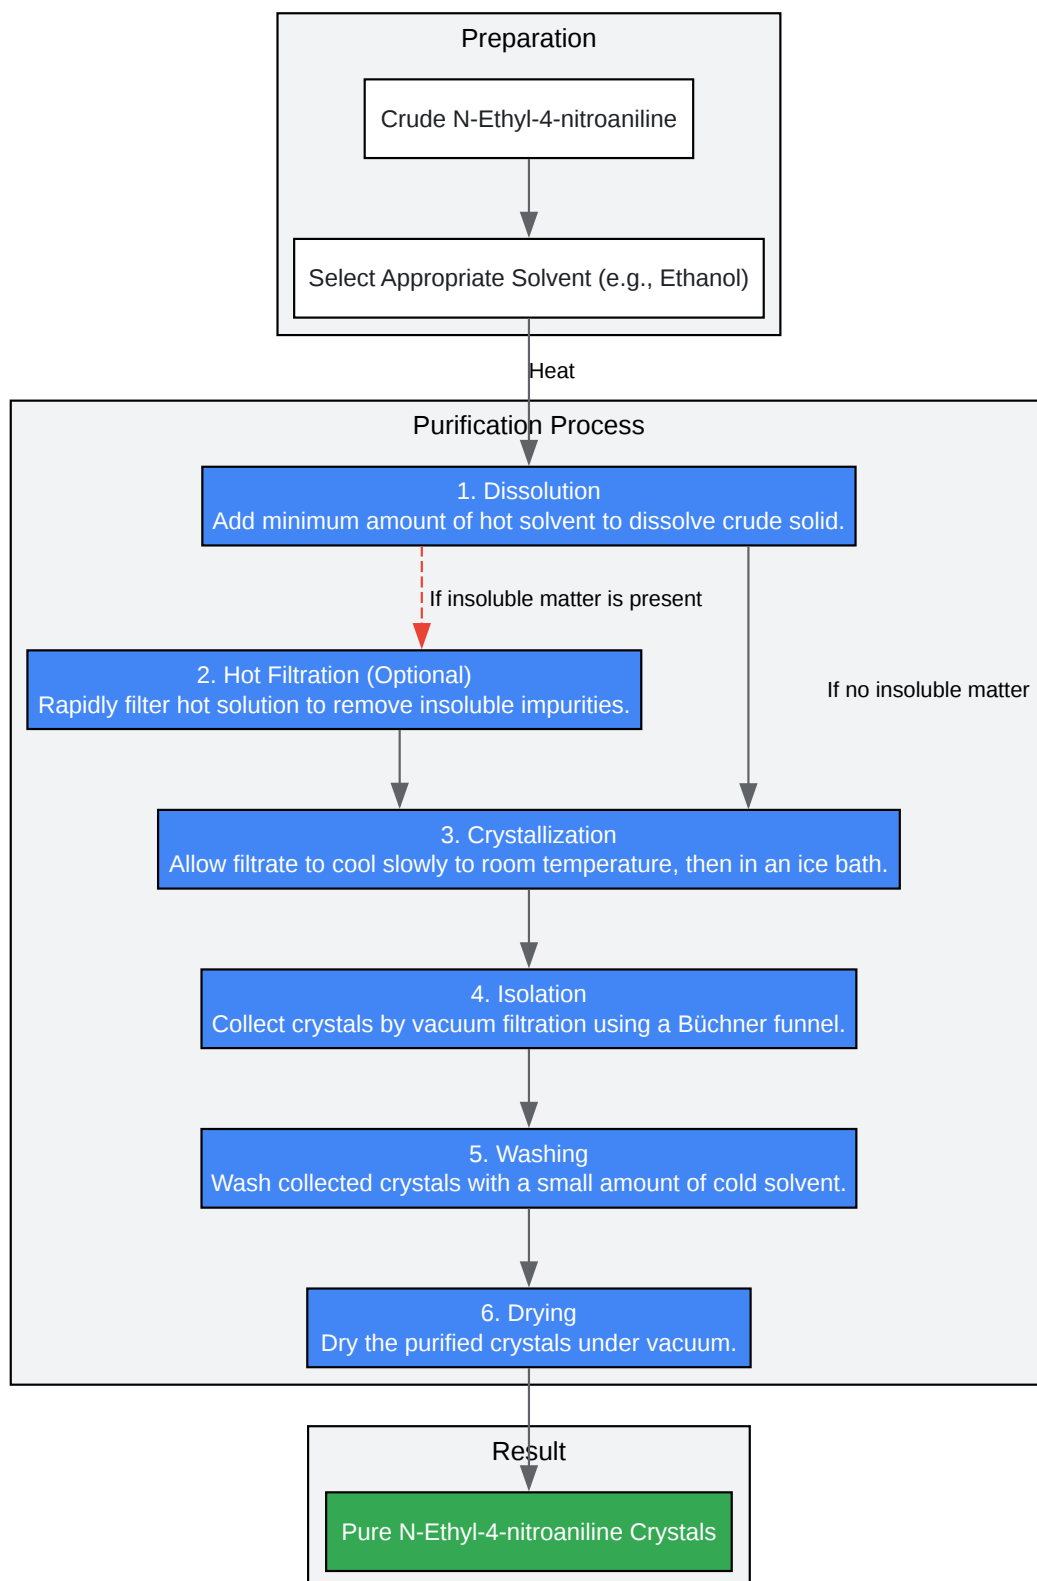 Preparation
Crude N-Ethyl-4-nitroaniline
Select Appropriate Solvent (e.g., Ethanol)
Heat
Purification Process
1. Dissolution
Add minimum amount of hot solvent to dissolve crude solid.
If insoluble matter is present
2. Hot Filtration (Optional)
Rapidly filter hot solution to remove insoluble impurities.
If no insoluble matter
3. Crystallization
Allow filtrate to cool slowly to room temperature, then in an ice bath.
4. Isolation
Collect crystals by vacuum filtration using a Büchner funnel.
5. Washing
Wash collected crystals with a small amount of cold solvent.
6. Drying
Dry the purified crystals under vacuum.
Result
Pure N-Ethyl-4-nitroaniline Crystals